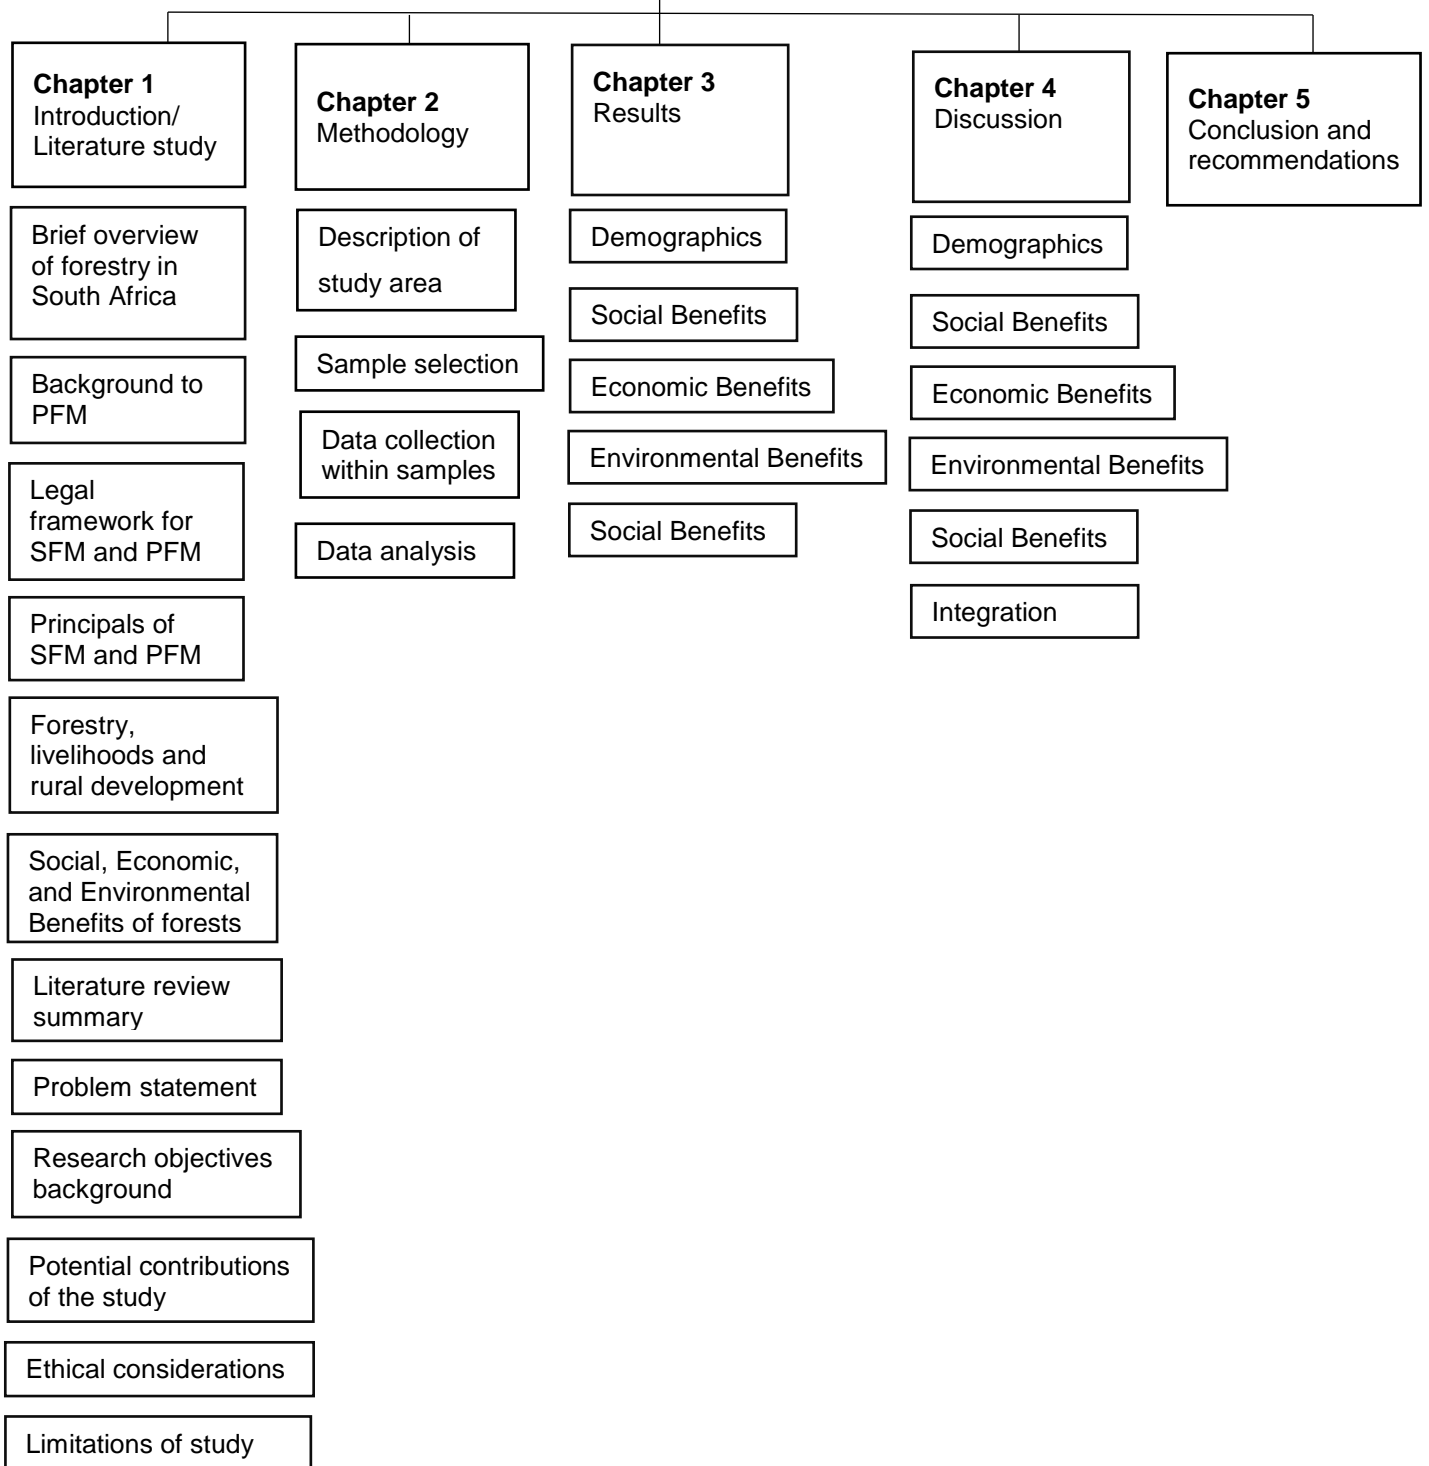 Chapter 1
Introduction/
Literature study
Brief overview
of forestry in
South Africa
Background to
PFM
Legal
framework for
SFM and PFM
Principals of
SFM and PFM
Forestry,
livelihoods and
rural development
Social, Economic,
and Environmental
Benefits of forests
Literature review
summary
Problem statement
Research objectives
background
Potential contributions
of the study
Ethical considerations
Limitations of study
Chapter 2
Methodology
Description of
study area
Sample selection
Data collection
within samples
Data analysis
Chapter 3
Results
Demographics
Social Benefits
Economic Benefits
Environmental Benefits
Social Benefits
Chapter 4
Discussion
Demographics
Social Benefits
Economic Benefits
Environmental Benefits
Social Benefits
Integration
Chapter 5
Conclusion and
recommendations